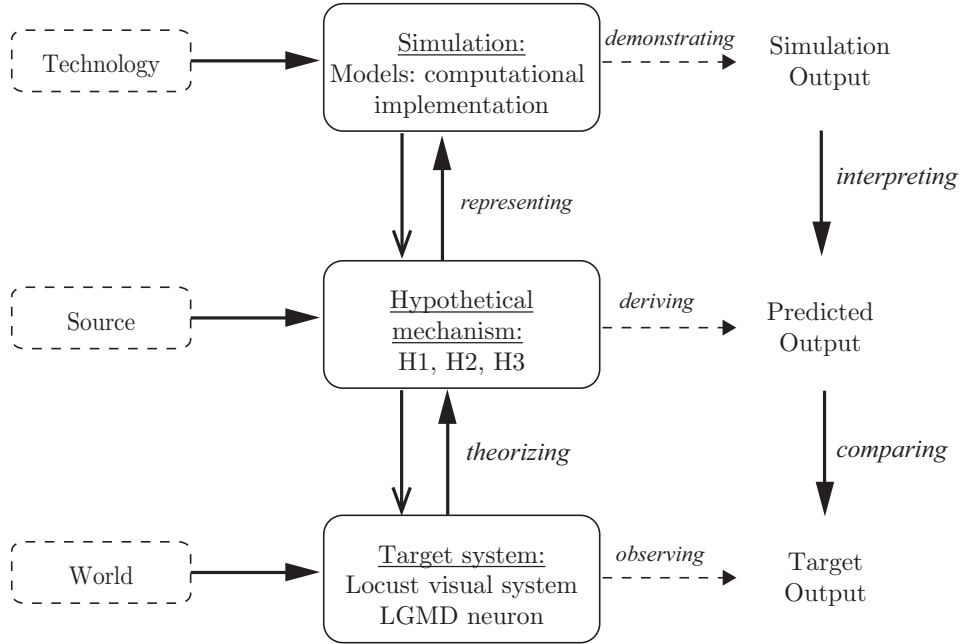 Technology
Simulation:
Models: computational
implementation
demonstrating
Simulation
Output
representing
interpreting
Source
Hypothetical
mechanism:
H1, H2, H3
deriving
Predicted
Output
theorizing
comparing
World
Target system:
Locust visual system
LGMD neuron
observing
Target
Output